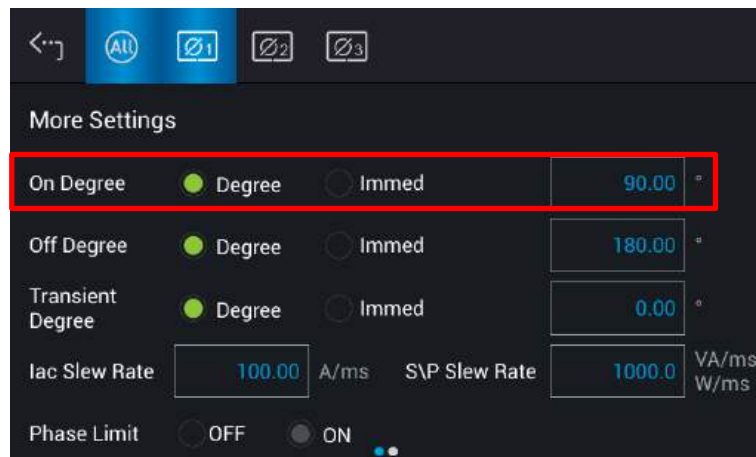 All Ø1 Ø2 Ø3
More Settings
On Degree Degree Immed 90.00 °
Off Degree Degree Immed 180.00 °
Transient
Degree Degree Immed 0.00 °
Iac Slew Rate 100.00 A/ms S\P Slew Rate 1000.0 VA/ms
W/ms
Phase Limit OFF ON